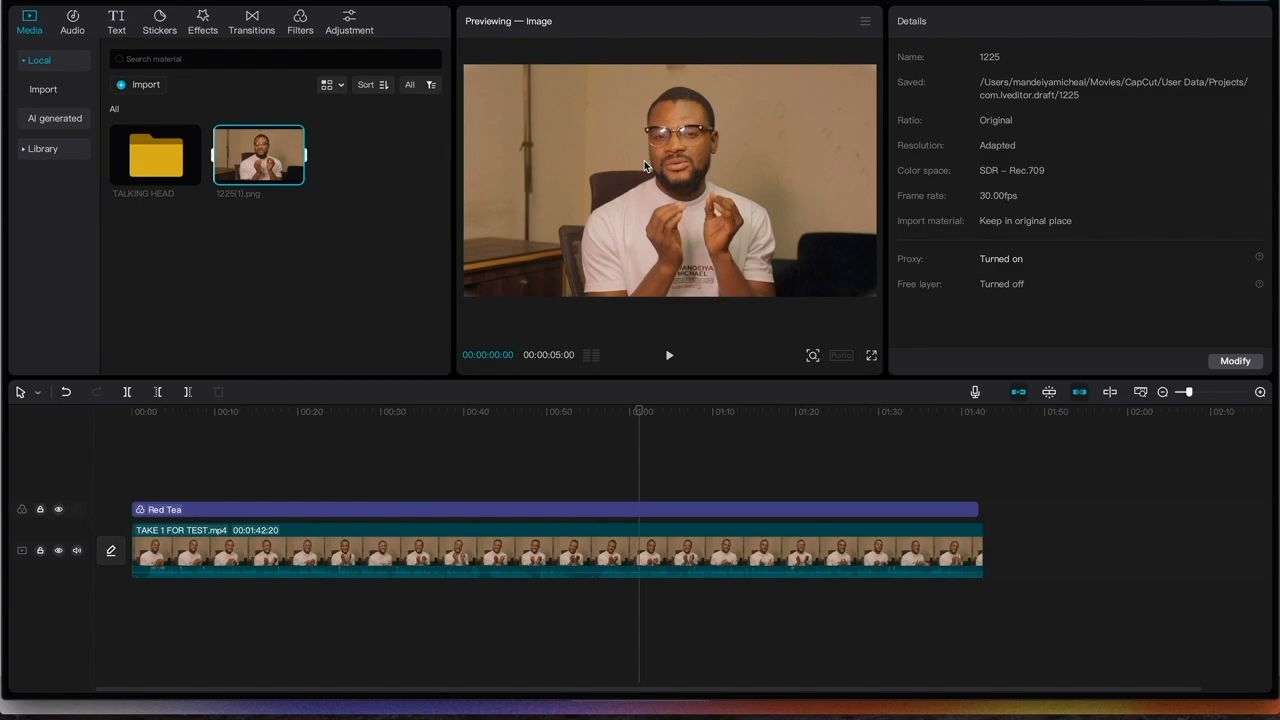 Media
Audio
Text
Stickers
Effects
Transitions
Filters
Adjustment
Local
Import
AI generated
Library
Search material
Import
Sort
All
All
TALKING HEAD
1225(1).png
Previewing — Image
MANDEIYA
MICHAEL
00:00:00:00 00:00:05:00
Ratio
Details
Name: 1225
Saved: /Users/mandeiyamicheal/Movies/CapCut/User Data/Projects/
com.lveditor.draft/1225
Ratio: Original
Resolution: Adapted
Color space: SDR – Rec.709
Frame rate: 30.00fps
Import material: Keep in original place
Proxy: Turned on
Free layer: Turned off
Modify
00:00 00:10 00:20 00:30 00:40 00:50 01:00 01:10 01:20 01:30 01:40 01:50 02:00 02:10
Red Tea
TAKE 1 FOR TEST.mp4 00:01:42:20